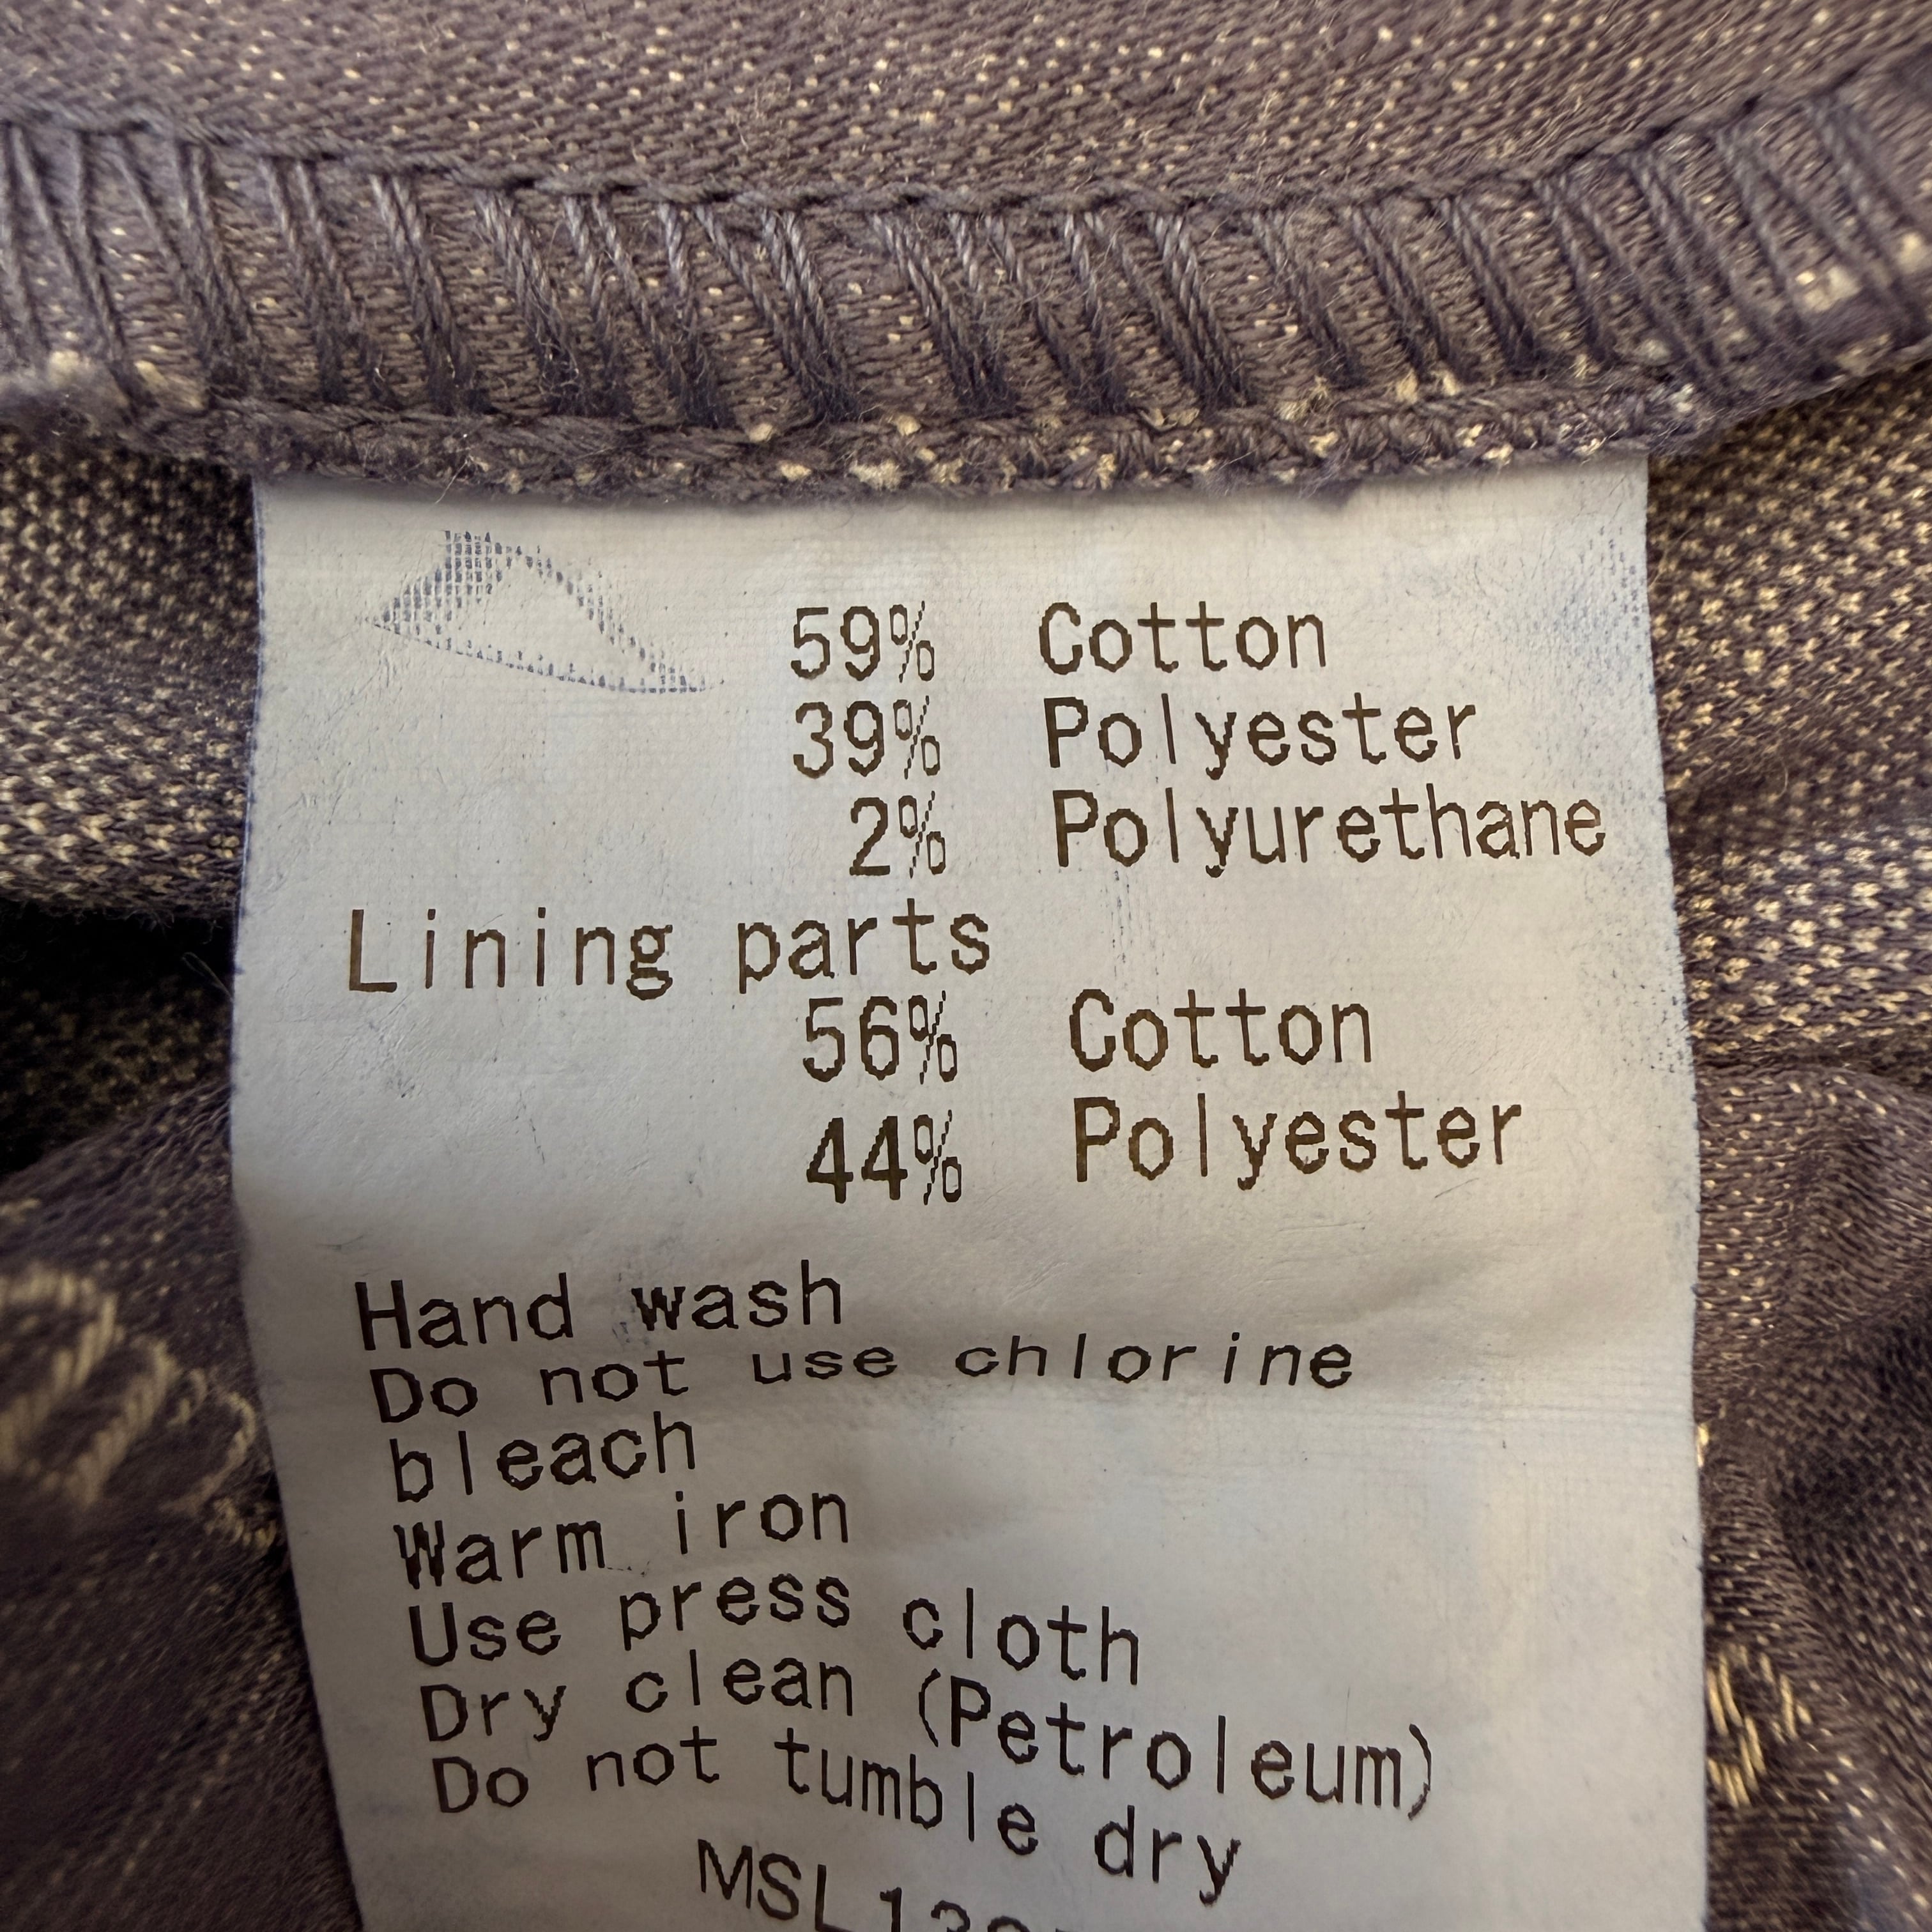 59% Cotton
39% Polyester
2% Polyurethane
Lining parts
56% Cotton
44% Polyester
Hand wash
Do not use chlorine
bleach
Warm iron
Use press cloth
Dry clean (Petroleum)
Do not tumble dry